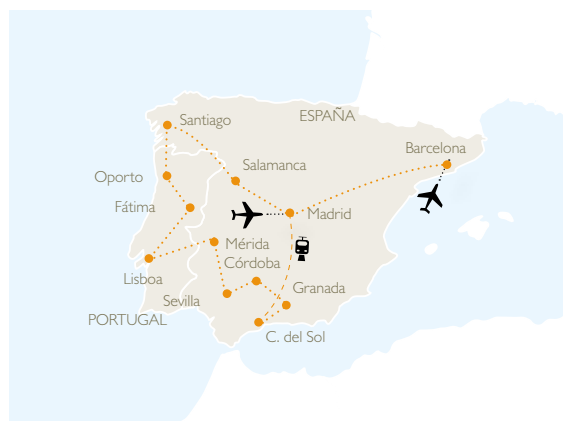 ESPAÑA
Santiago
Barcelona
Salamanca
Oporto
Fátima
Madrid
Mérida
Córdoba
Lisboa
Granada
Sevilla
PORTUGAL
C. del Sol